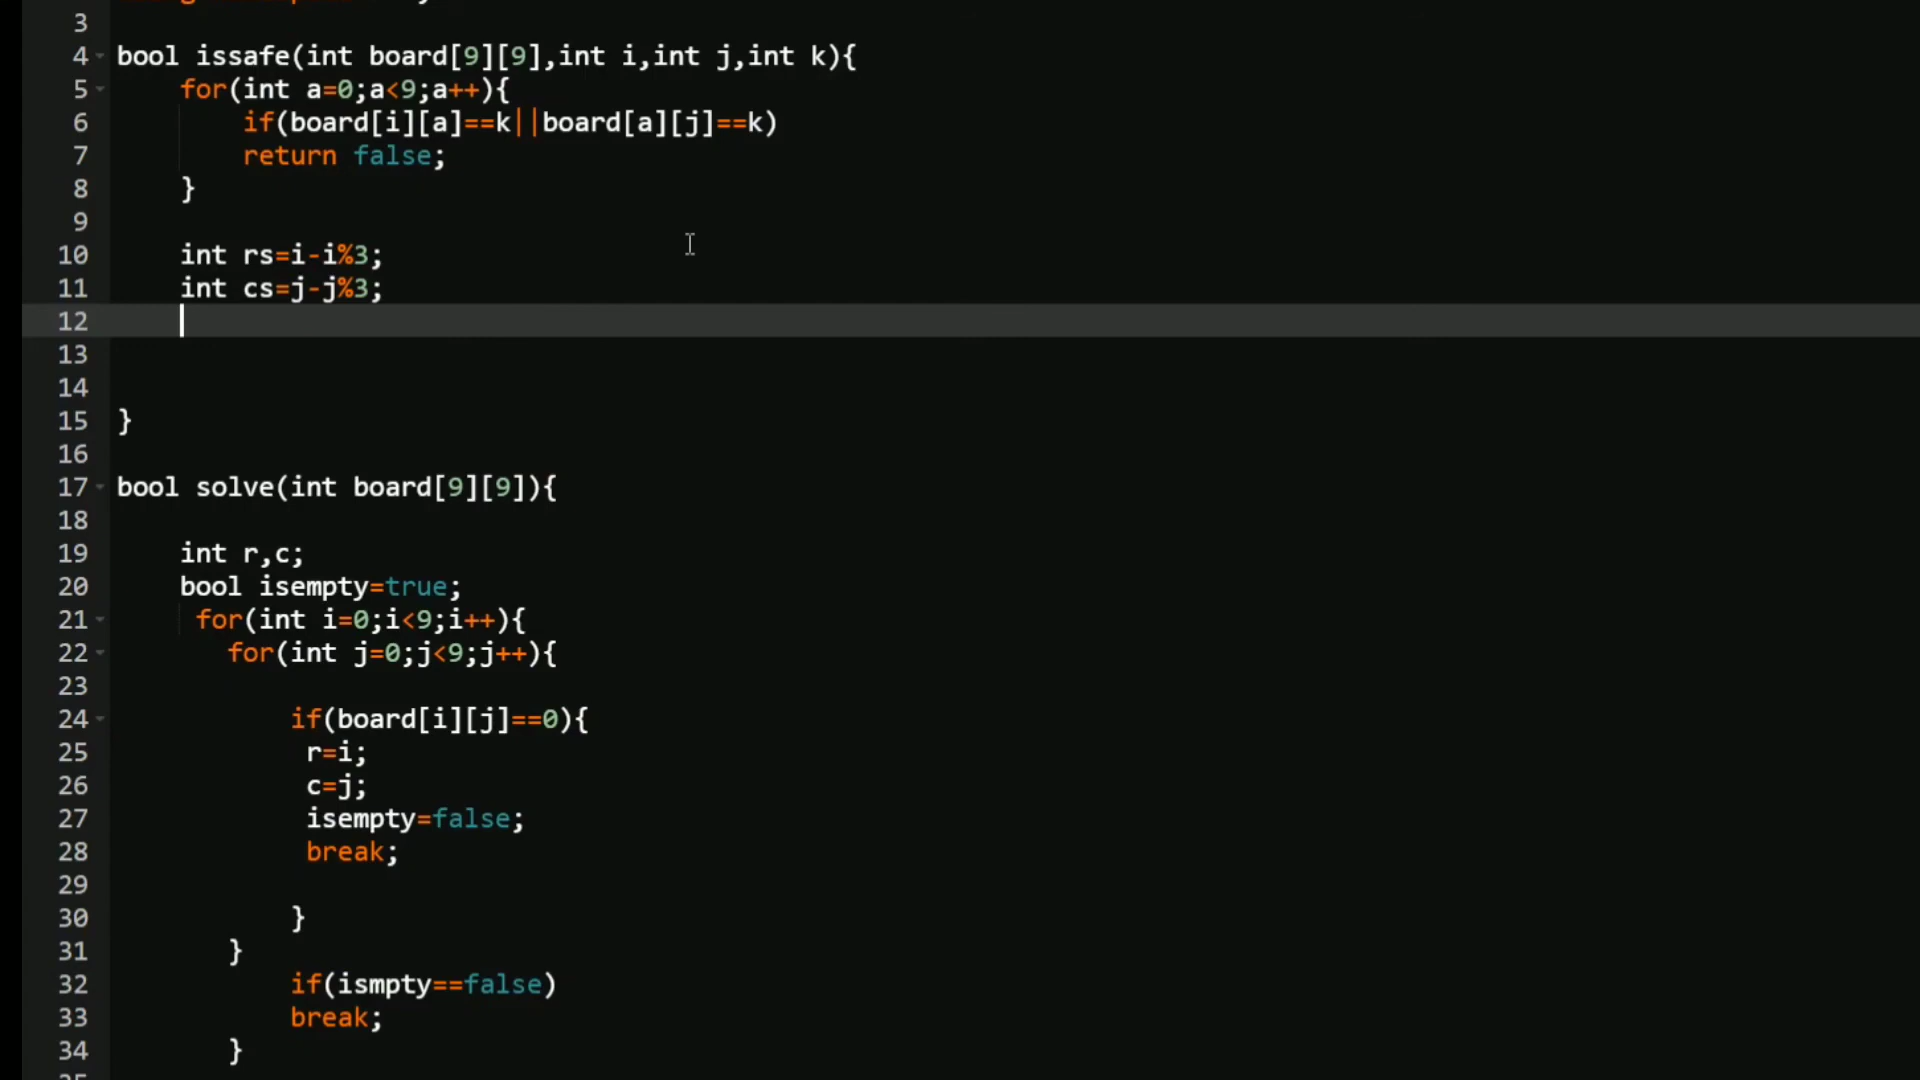 3
4 bool issafe(int board[9][9],int i,int j,int k){
5 for(int a=0;a<9;a++){
6 if(board[i][a]==k||board[a][j]==k)
7 return false;
8 }
9
10 int rs=i-i%3;
11 int cs=j-j%3;
12
13
14
15 }
16
17 bool solve(int board[9][9]){
18
19 int r,c;
20 bool isempty=true;
21 for(int i=0;i<9;i++){
22 for(int j=0;j<9;j++){
23
24 if(board[i][j]==0){
25 r=i;
26 c=j;
27 isempty=false;
28 break;
29
30 }
31 }
32 if(ismpty==false)
33 break;
34 }